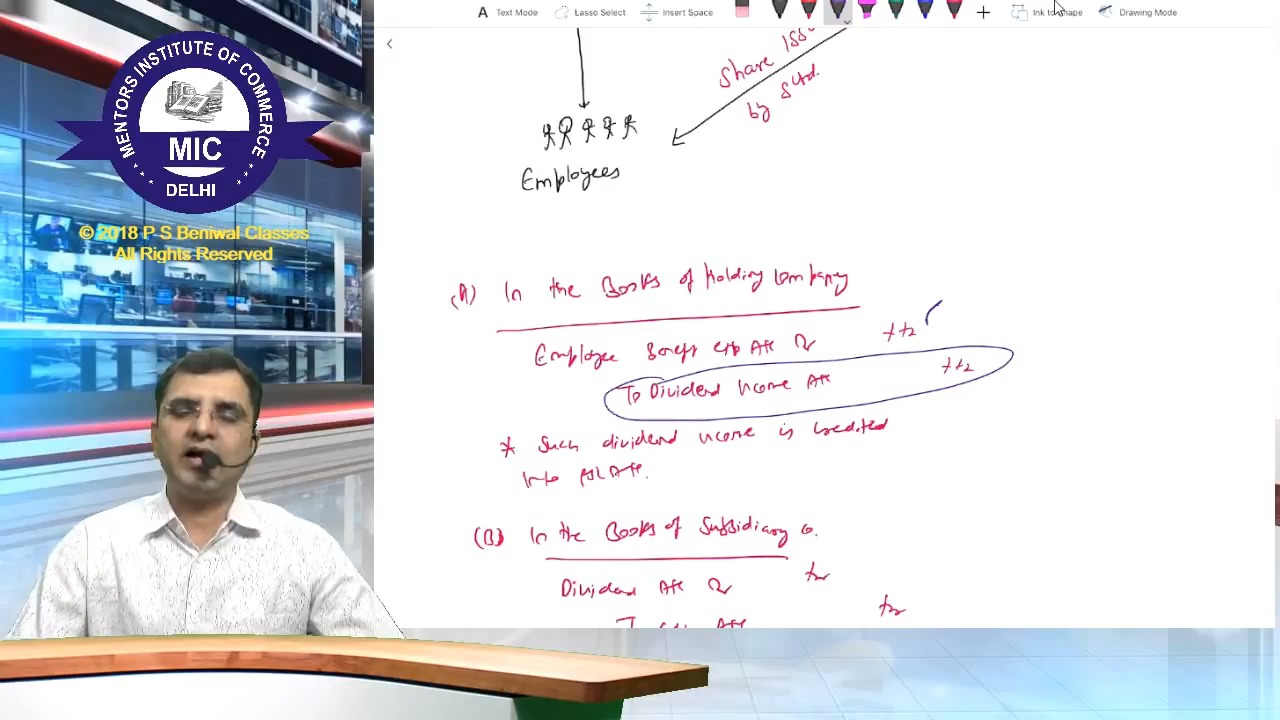 A Text Mode
Lasso Select
Insert Space
Ink to Shape
Drawing Mode
MENTORS INSTITUTE OF COMMERCE
MIC
DELHI
© 2018 P S Beniwal Classes
All Rights Reserved
Share Issu
by S Ltd.
Employees
(A) In the Books of Holding Company
Employee Benefit exp A/c Dr
To Dividend Income A/c
* Such dividend income is credited
into P&L A/c.
(B) In the Books of Subsidiary Co.
Dividend A/c Dr